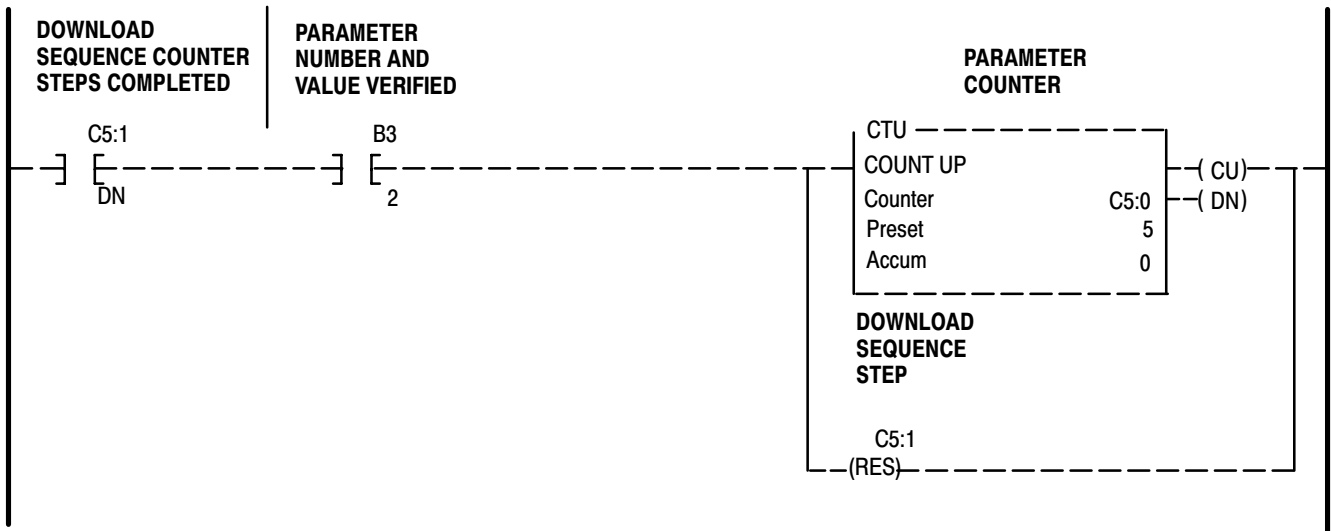 DOWNLOAD
SEQUENCE COUNTER
STEPS COMPLETED
PARAMETER
NUMBER AND
VALUE VERIFIED
PARAMETER
COUNTER
C5:1
DN
B3
2
CTU
COUNT UP
Counter C5:0
Preset 5
Accum 0
( CU)
( DN)
DOWNLOAD
SEQUENCE
STEP
C5:1
(RES)